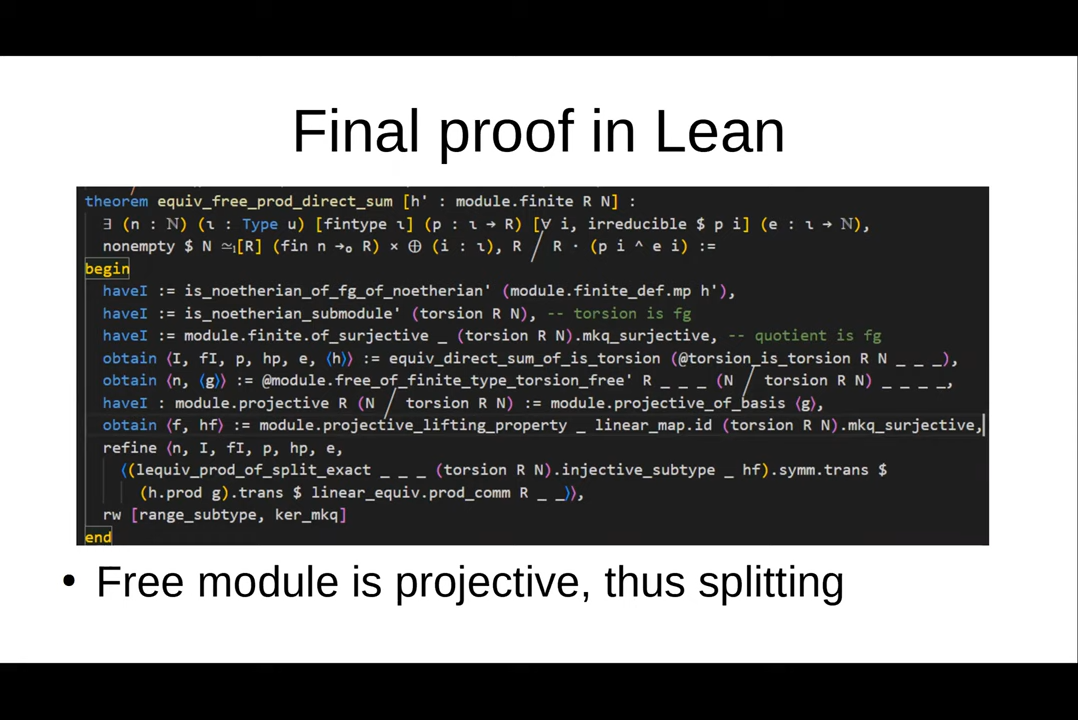 Final proof in Lean
theorem equiv_free_prod_direct_sum [h' : module.finite R N] :
∃ (n : ℕ) (ι : Type u) [fintype ι] (p : ι → R) [∀ i, irreducible $ p i] (e : ι → ℕ),
nonempty $ N ≃ₗ[R] (fin n →₀ R) × ⨁ (i : ι), R ╱ R ∙ (p i ^ e i) :=
begin
haveI := is_noetherian_of_fg_of_noetherian' (module.finite_def.mp h'),
haveI := is_noetherian_submodule' (torsion R N), -- torsion is fg
haveI := module.finite.of_surjective _ (torsion R N).mkq_surjective, -- quotient is fg
obtain ⟨I, fI, p, hp, e, ⟨h⟩⟩ := equiv_direct_sum_of_is_torsion (@torsion_is_torsion R N _ _ _),
obtain ⟨n, ⟨g⟩⟩ := @module.free_of_finite_type_torsion_free' R _ _ _ (N ╱ torsion R N) _ _ _ _,
haveI : module.projective R (N ╱ torsion R N) := module.projective_of_basis ⟨g⟩,
obtain ⟨f, hf⟩ := module.projective_lifting_property _ linear_map.id (torsion R N).mkq_surjective,
refine ⟨n, I, fI, p, hp, e,
⟨(lequiv_prod_of_split_exact _ _ _ (torsion R N).injective_subtype _ hf).symm.trans $
(h.prod g).trans $ linear_equiv.prod_comm R _ _⟩⟩,
rw [range_subtype, ker_mkq]
end
• Free module is projective, thus splitting